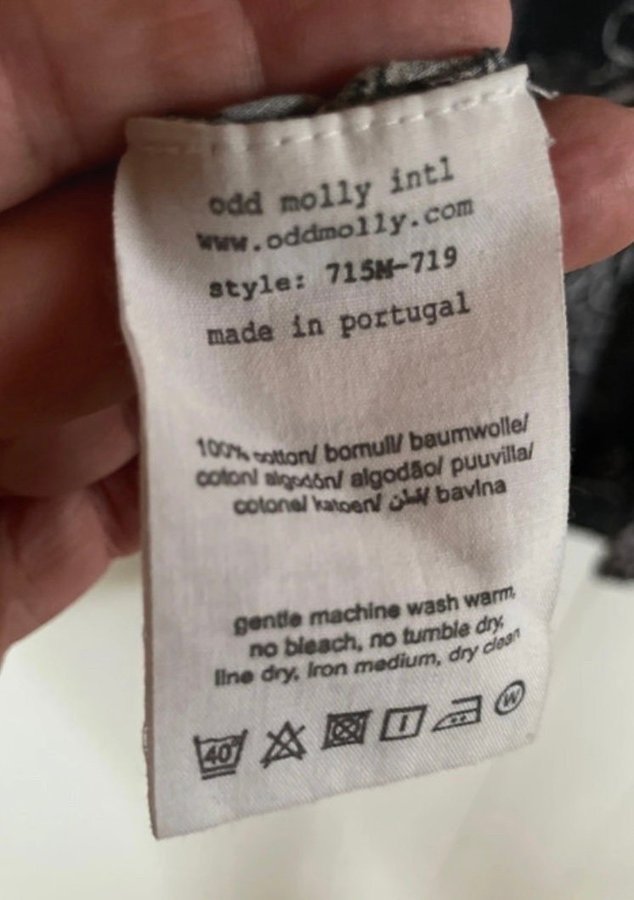 odd molly intl
www.oddmolly.com
style: 715M-719
made in portugal
100% cotton/ bomull/ baumwolle/
coton/ algodón/ algodão/ puuvilla/
cotone/ katoen/ قطن/ bavlna
gentle machine wash warm,
no bleach, no tumble dry,
line dry, iron medium, dry clean
40° W